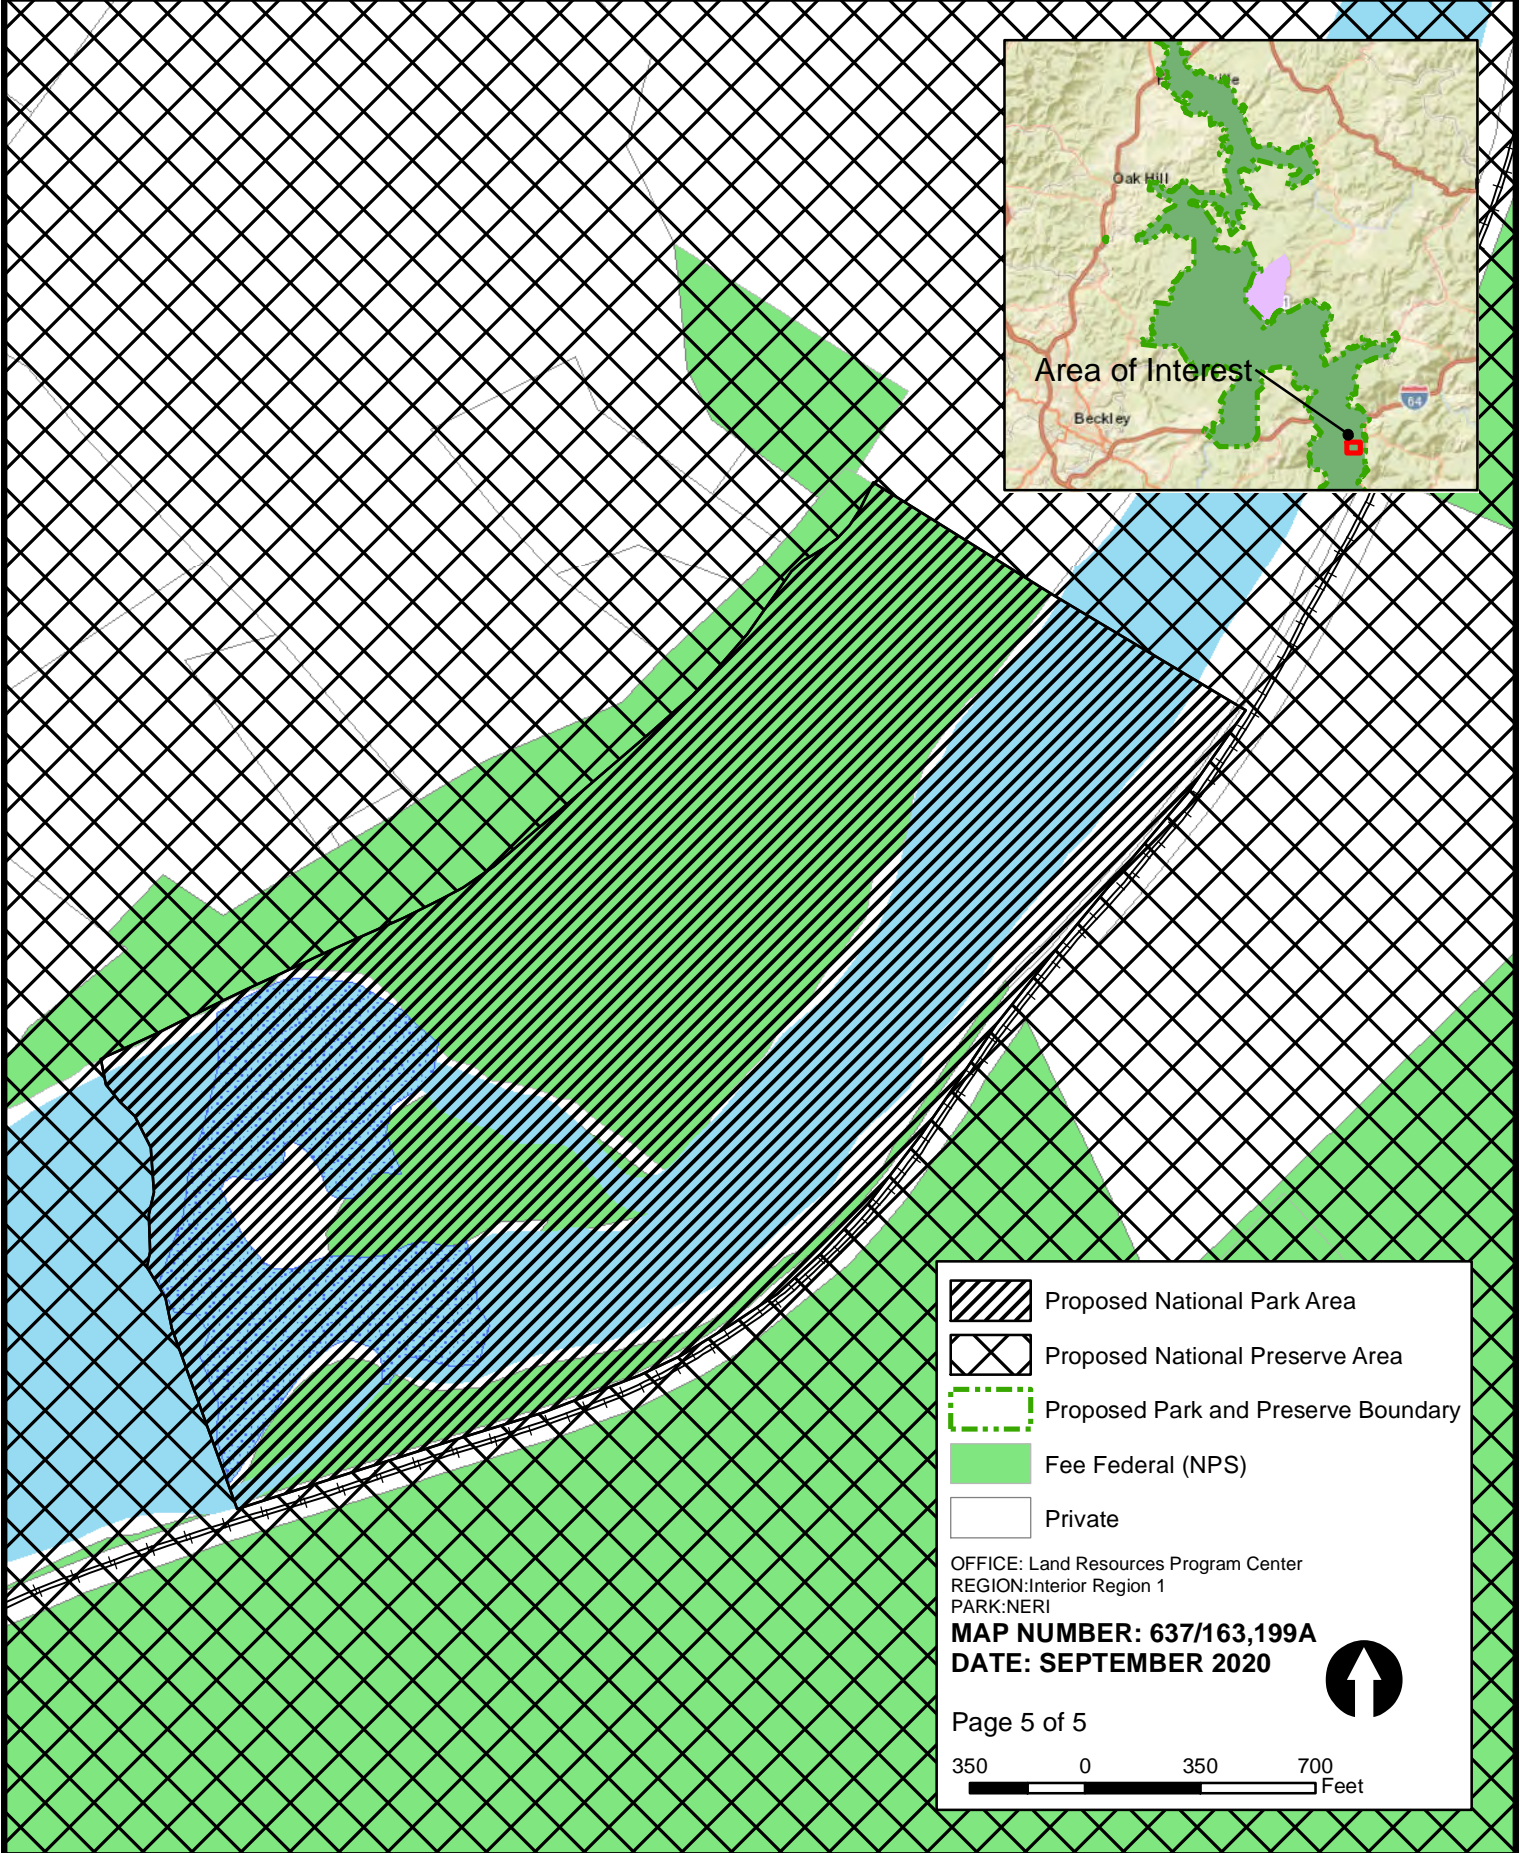 Oak Hill
Area of Interest
Beckley
64
Proposed National Park Area
Proposed National Preserve Area
Proposed Park and Preserve Boundary
Fee Federal (NPS)
Private
OFFICE: Land Resources Program Center
REGION:Interior Region 1
PARK:NERI
MAP NUMBER: 637/163,199A
DATE: SEPTEMBER 2020
Page 5 of 5
350 0 350 700
Feet